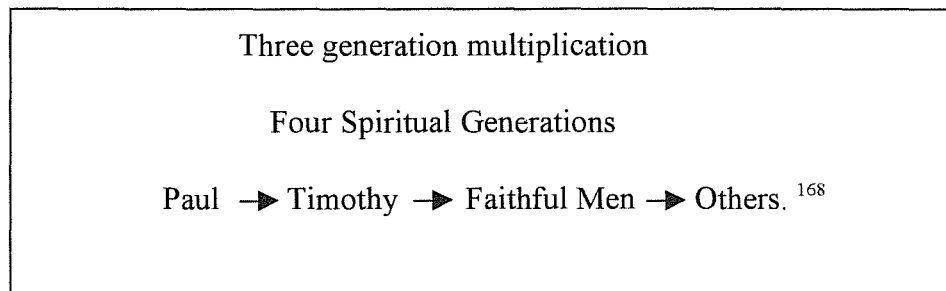 Three generation multiplication
Four Spiritual Generations
Paul → Timothy → Faithful Men → Others. 168